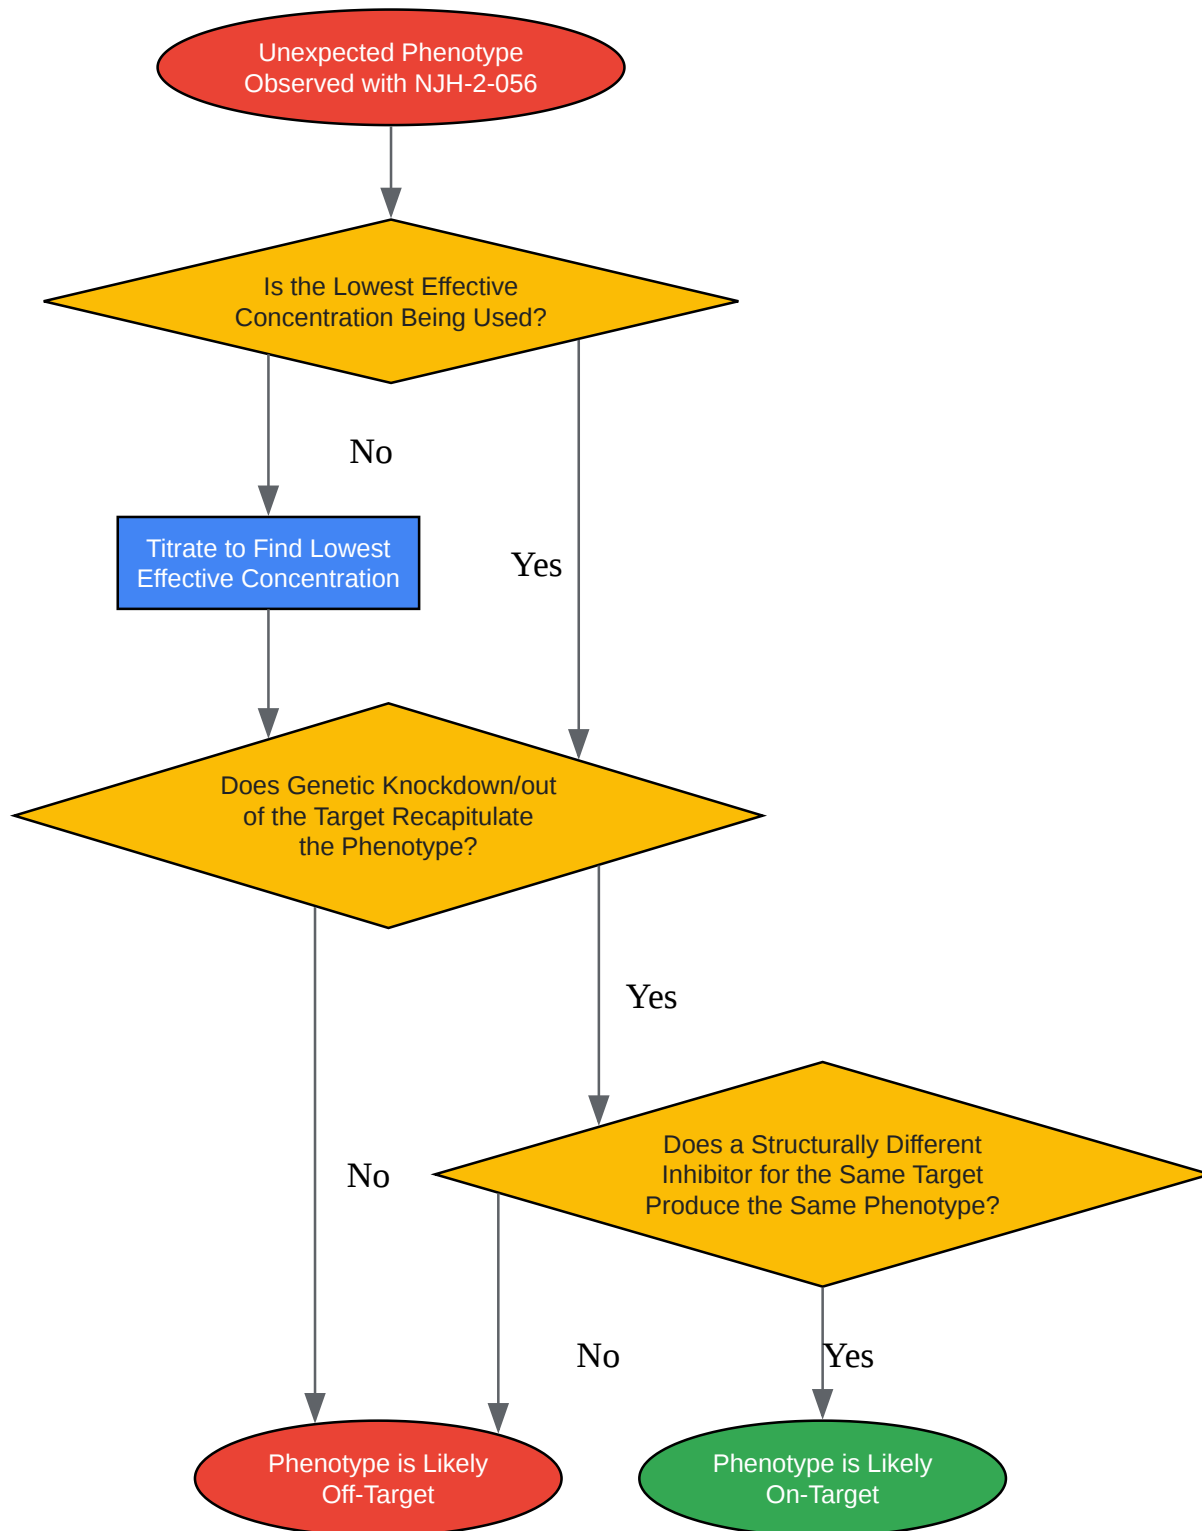 Unexpected Phenotype
Observed with NJH-2-056
Is the Lowest Effective
Concentration Being Used?
No
Titrate to Find Lowest
Effective Concentration
Yes
Does Genetic Knockdown/out
of the Target Recapitulate
the Phenotype?
Yes
Does a Structurally Different
Inhibitor for the Same Target
Produce the Same Phenotype?
No
No
Yes
Phenotype is Likely
Off-Target
Phenotype is Likely
On-Target